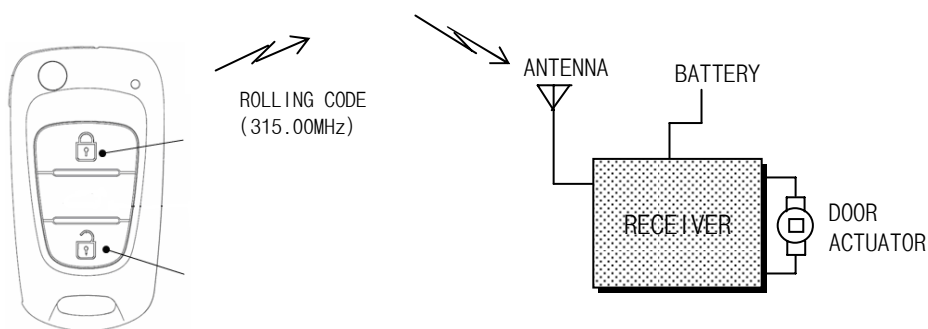 ROLLING CODE
(315.00MHz)
ANTENNA
BATTERY
RECEIVER
DOOR
ACTUATOR